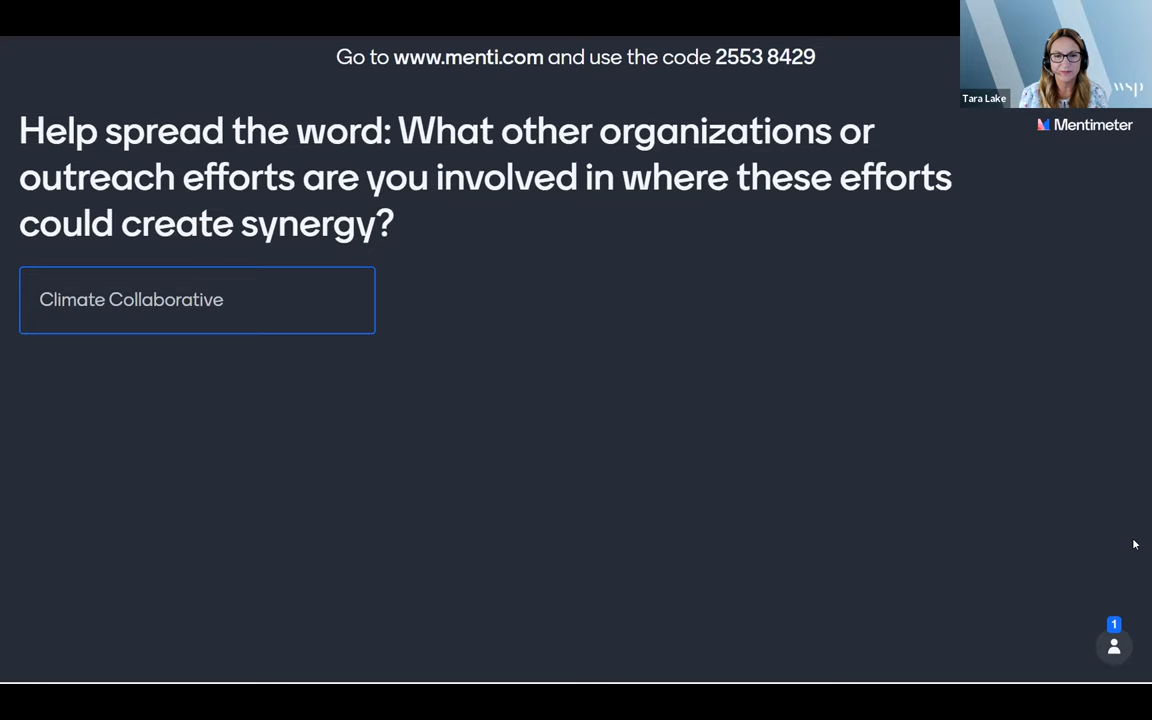 Go to www.menti.com and use the code 2553 8429
wsp
Tara Lake
Mentimeter
Help spread the word: What other organizations or
outreach efforts are you involved in where these efforts
could create synergy?
Climate Collaborative
1